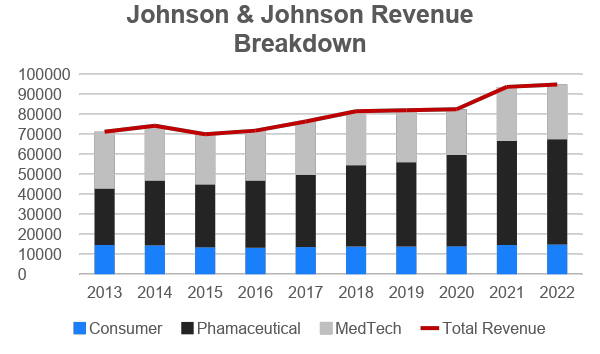 Johnson & Johnson Revenue
Breakdown
100000
90000
80000
70000
60000
50000
40000
30000
20000
10000
0
2013 2014 2015 2016 2017 2018 2019 2020 2021 2022
Consumer Phamaceutical MedTech Total Revenue